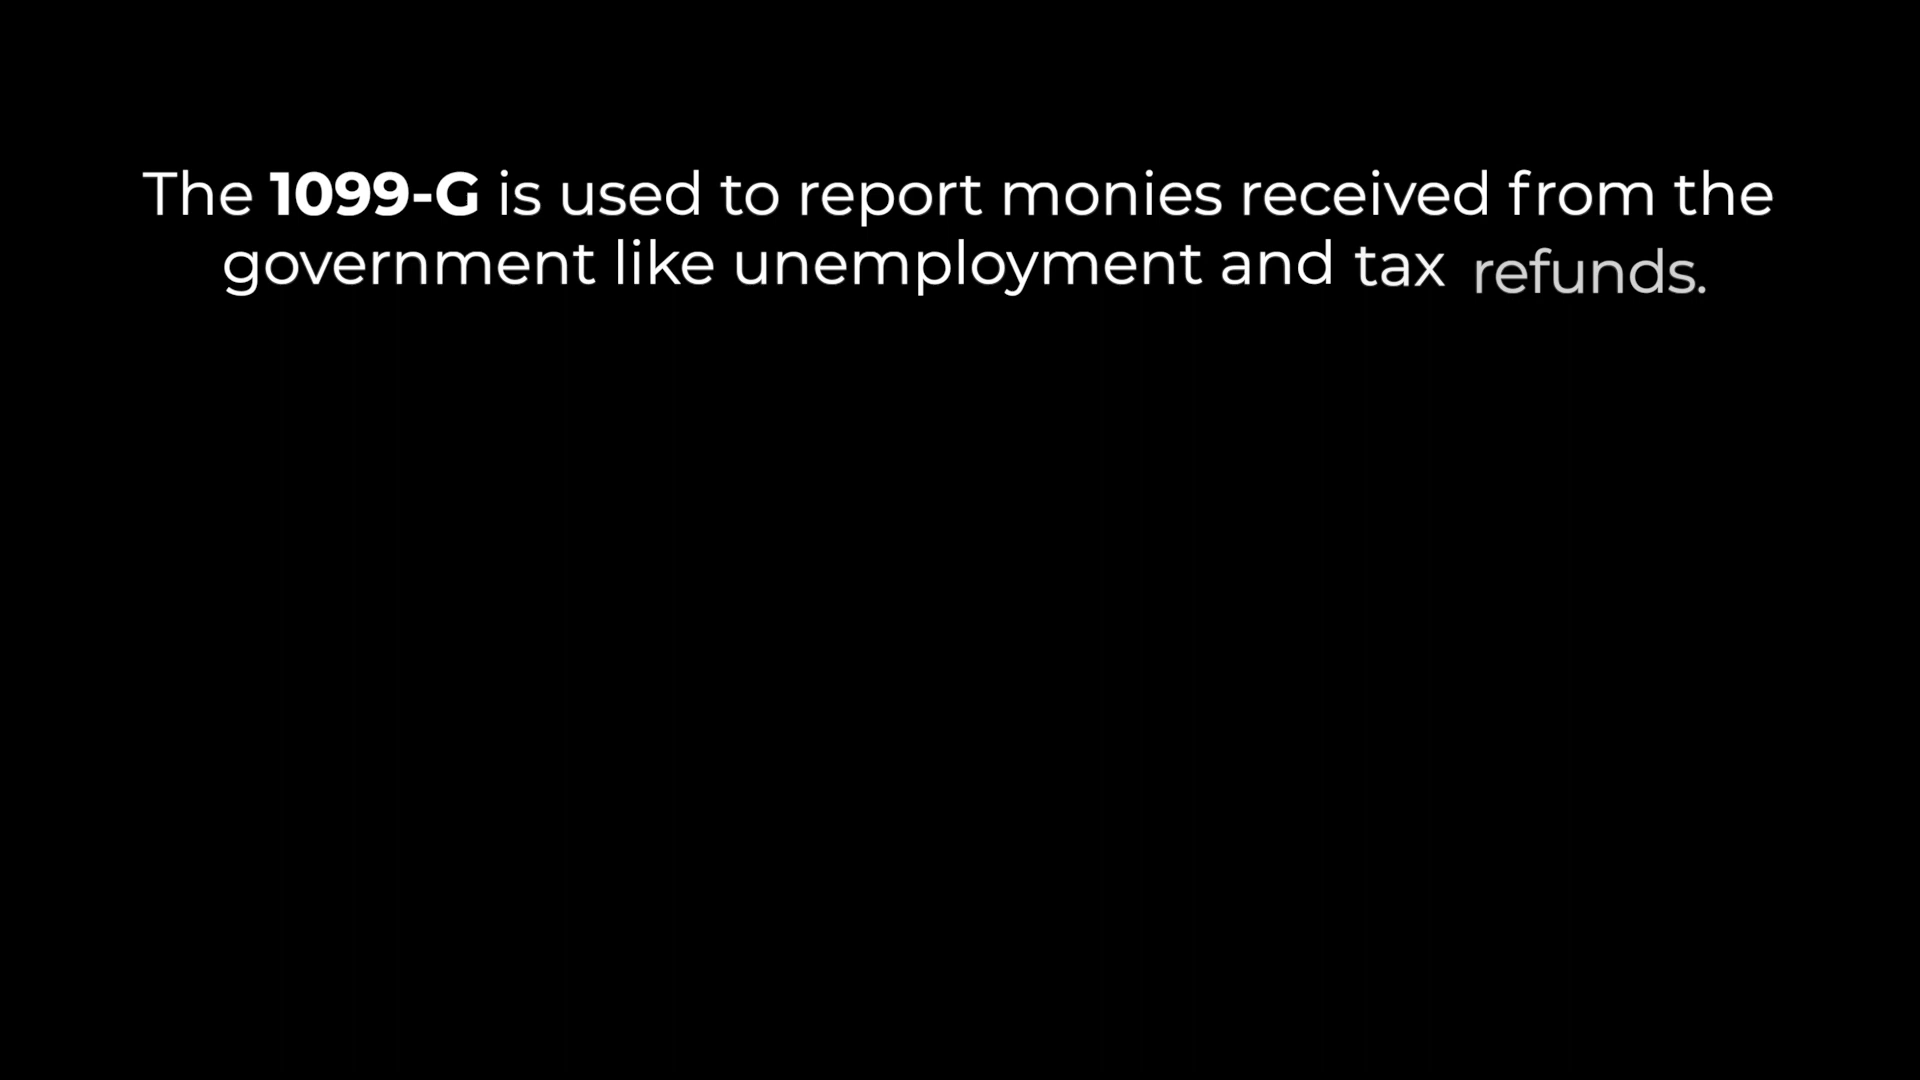 The 1099-G is used to report monies received from the
government like unemployment and tax refunds.